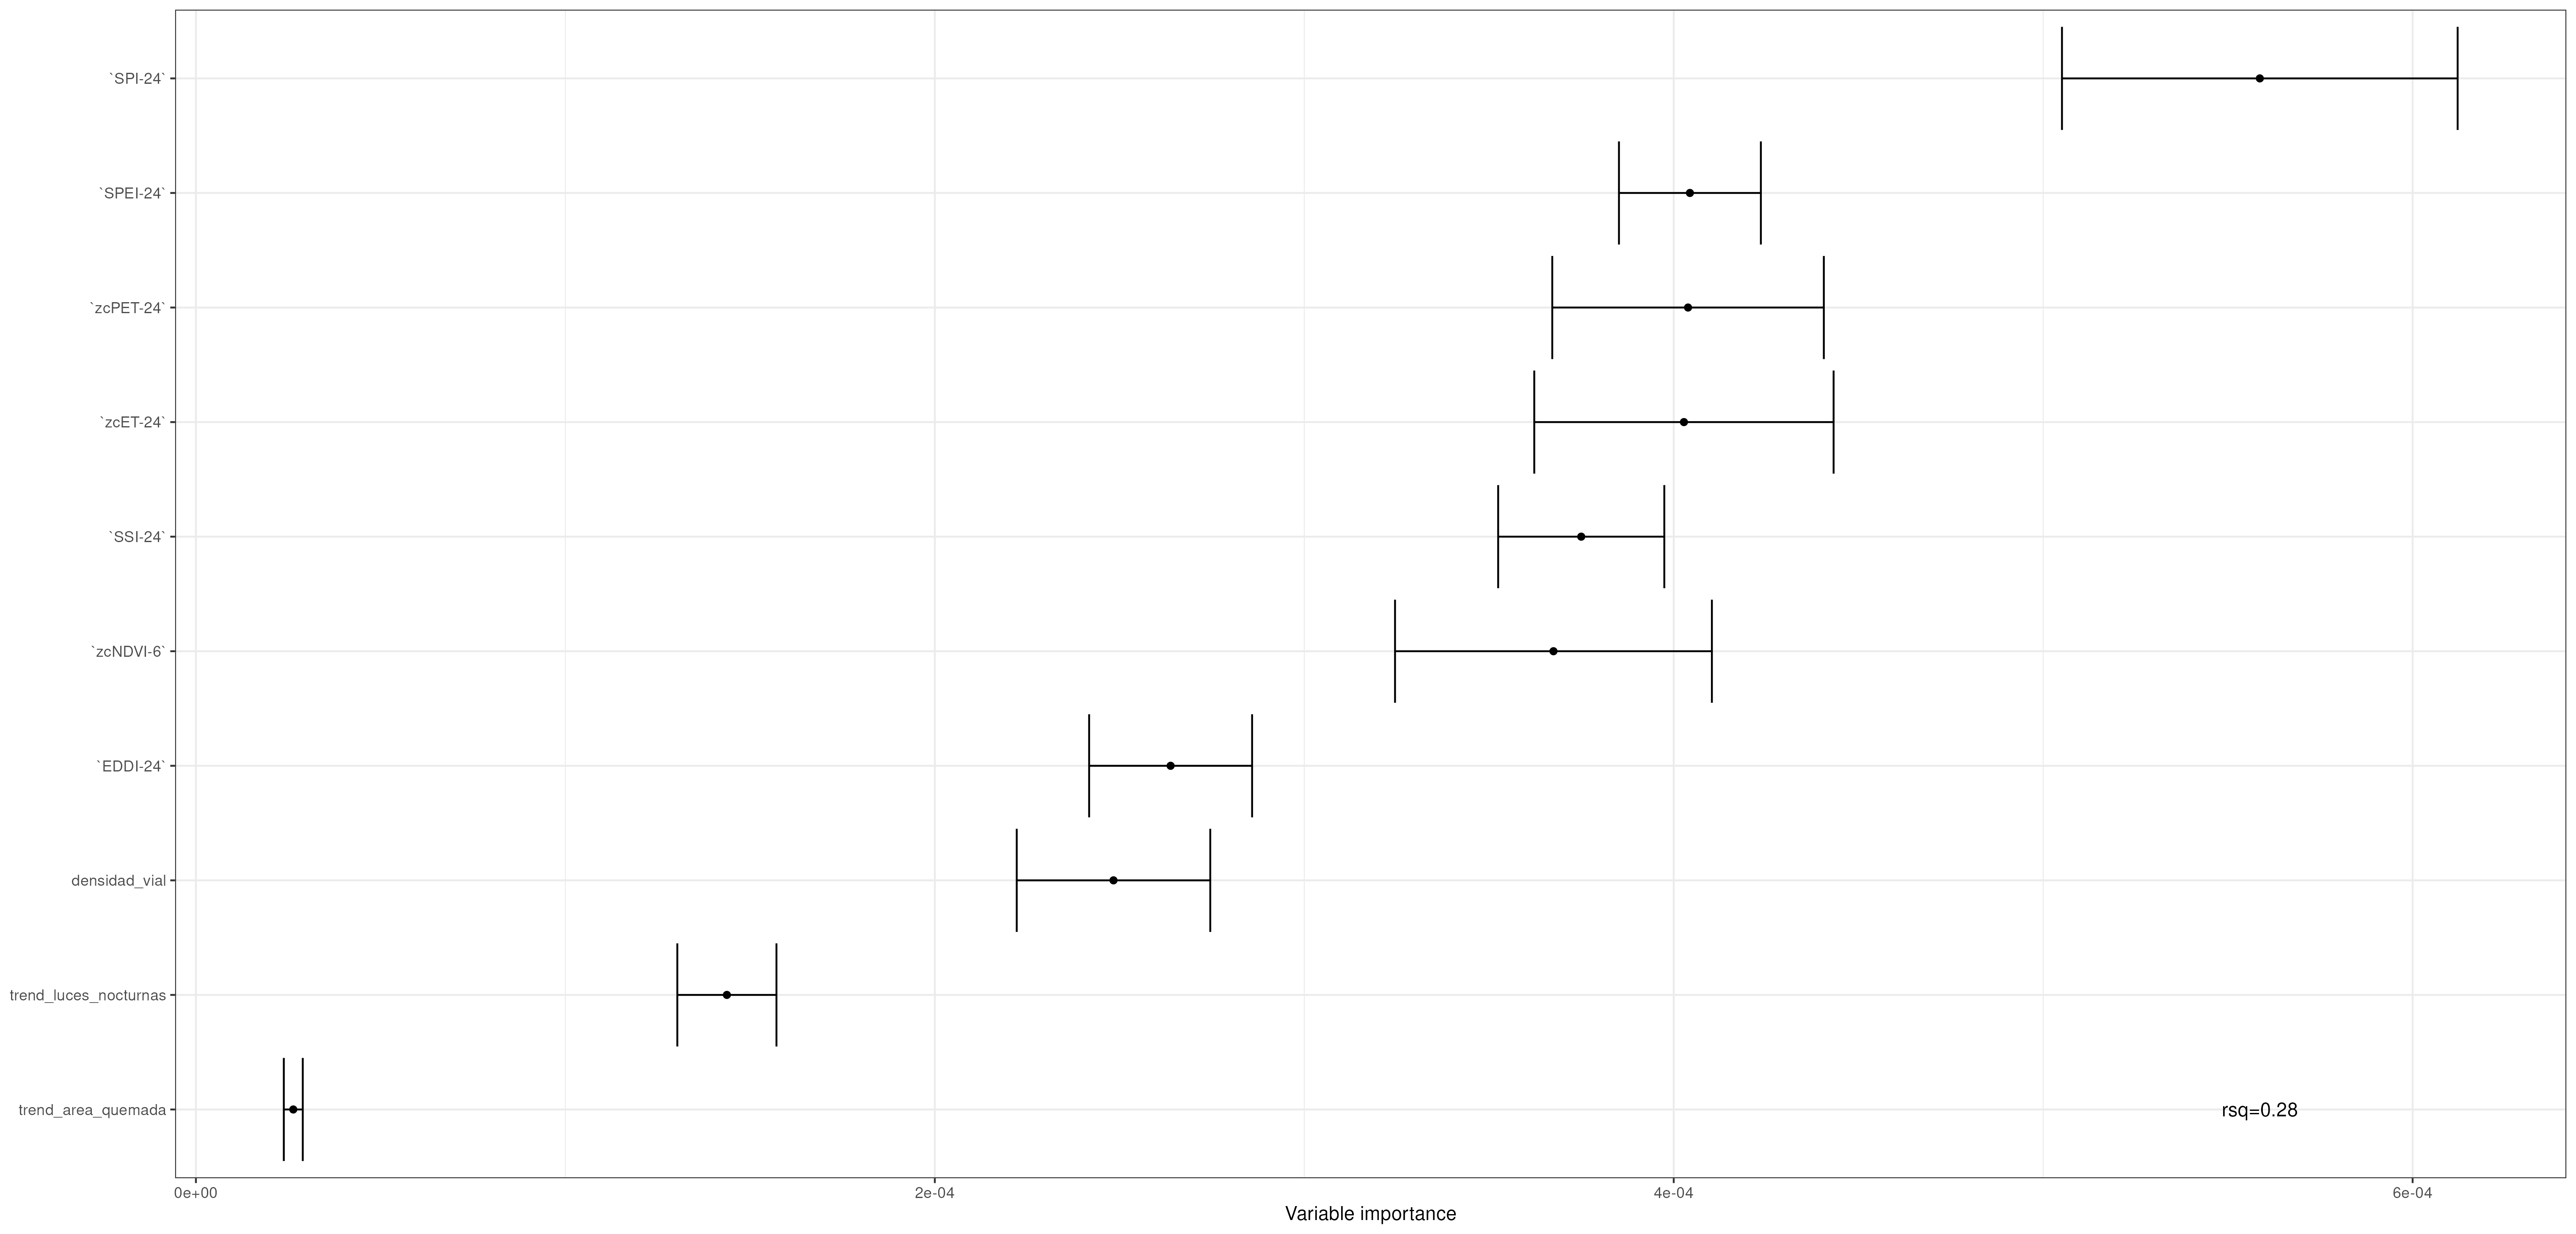 `SPI-24`
`SPEI-24`
`zcPET-24`
`zcET-24`
`SSI-24`
`zcNDVI-6`
`EDDI-24`
densidad_vial
trend_luces_nocturnas
trend_area_quemada
rsq=0.28
0e+00 2e-04 4e-04 6e-04
Variable importance